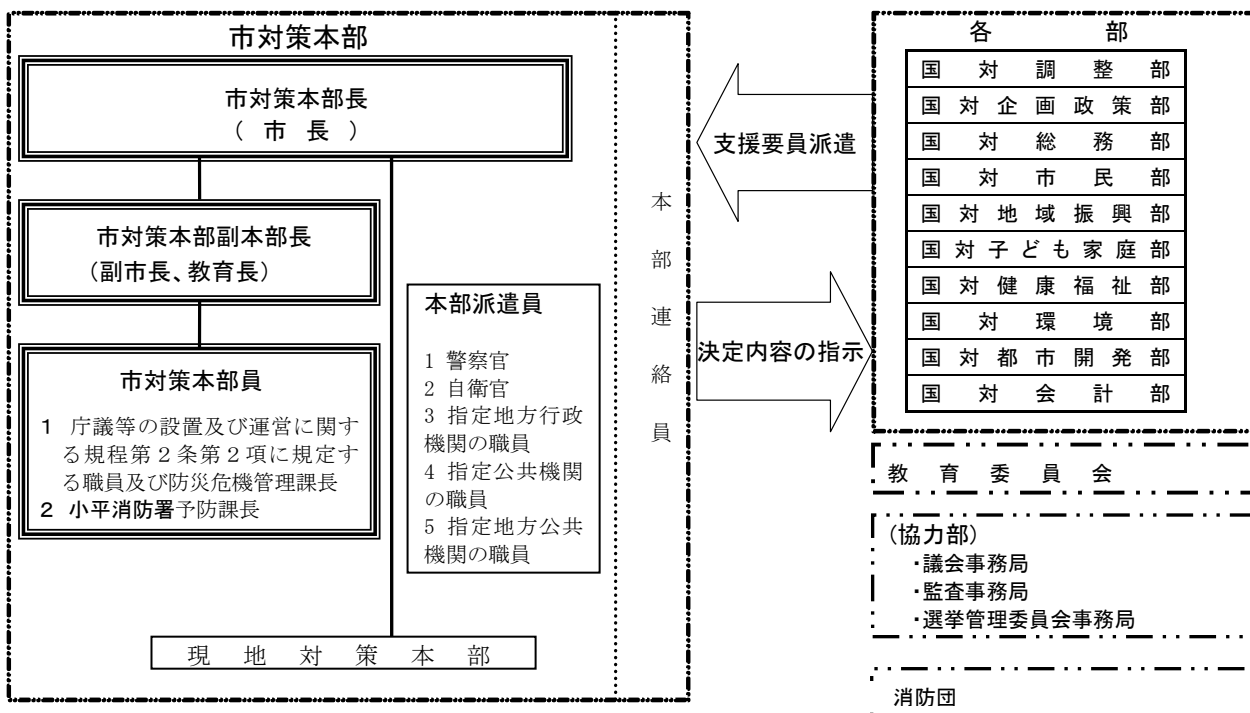 市対策本部
市対策本部長
(市長)
市対策本部副本部長
(副市長、教育長)
市対策本部員
1 庁議等の設置及び運営に関す
る規程第2条第2項に規定す
る職員及び防災危機管理課長
2 小平消防署予防課長
本部派遣員
1 警察官
2 自衛官
3 指定地方行政
機関の職員
4 指定公共機関
の職員
5 指定地方公共
機関の職員
現地対策本部
本部連絡員
支援要員派遣
決定内容の指示
各部
国対調整部
国対企画政策部
国対総務部
国対市民部
国対地域振興部
国対子ども家庭部
国対健康福祉部
国対環境部
国対都市開発部
国対会計部
教育委員会
(協力部)
・議会事務局
・監査事務局
・選挙管理委員会事務局
消防団